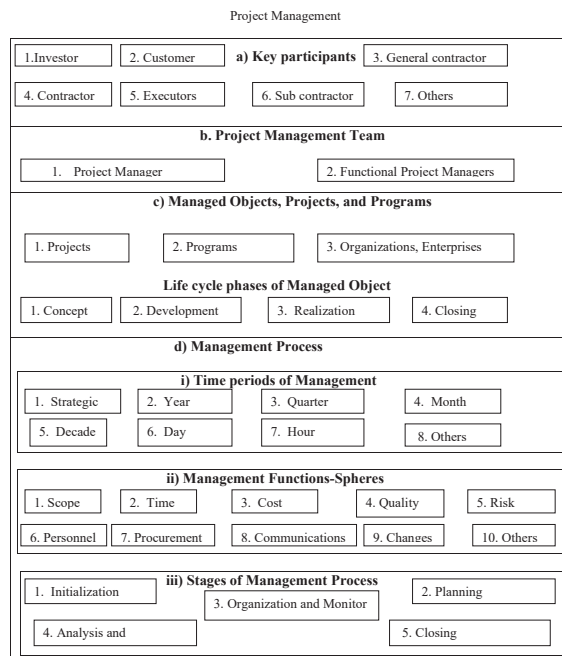 Project Management
1.Investor 2. Customer a) Key participants 3. General contractor
4. Contractor 5. Executors 6. Sub contractor 7. Others
b. Project Management Team
1. Project Manager 2. Functional Project Managers
c) Managed Objects, Projects, and Programs
1. Projects 2. Programs 3. Organizations, Enterprises
Life cycle phases of Managed Object
1. Concept 2. Development 3. Realization 4. Closing
d) Management Process
i) Time periods of Management
1. Strategic 2. Year 3. Quarter 4. Month
5. Decade 6. Day 7. Hour 8. Others
ii) Management Functions-Spheres
1. Scope 2. Time 3. Cost 4. Quality 5. Risk
6. Personnel 7. Procurement 8. Communications 9. Changes 10. Others
iii) Stages of Management Process
1. Initialization 2. Planning
3. Organization and Monitor
4. Analysis and 5. Closing